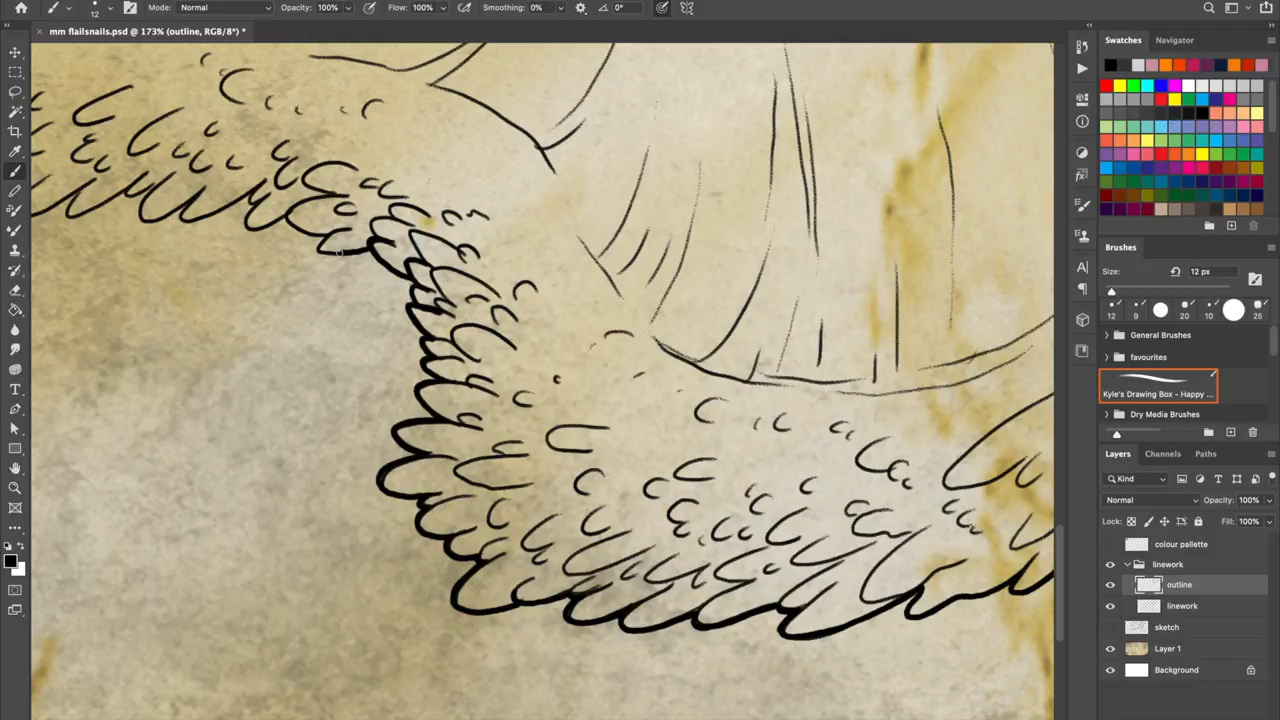 12 Mode: Normal Opacity: 100% Flow: 100% Smoothing: 0% 0°
× mm flailsnails.psd @ 173% (outline, RGB/8*) *
Swatches Navigator
Brushes
Size: 12 px
12 9 20 10 25
General Brushes
favourites
Kyle's Drawing Box - Happy ...
Dry Media Brushes
Layers Channels Paths
Kind
Normal Opacity: 100%
Lock: Fill: 100%
colour pallette
linework
outline
linework
sketch
Layer 1
Background